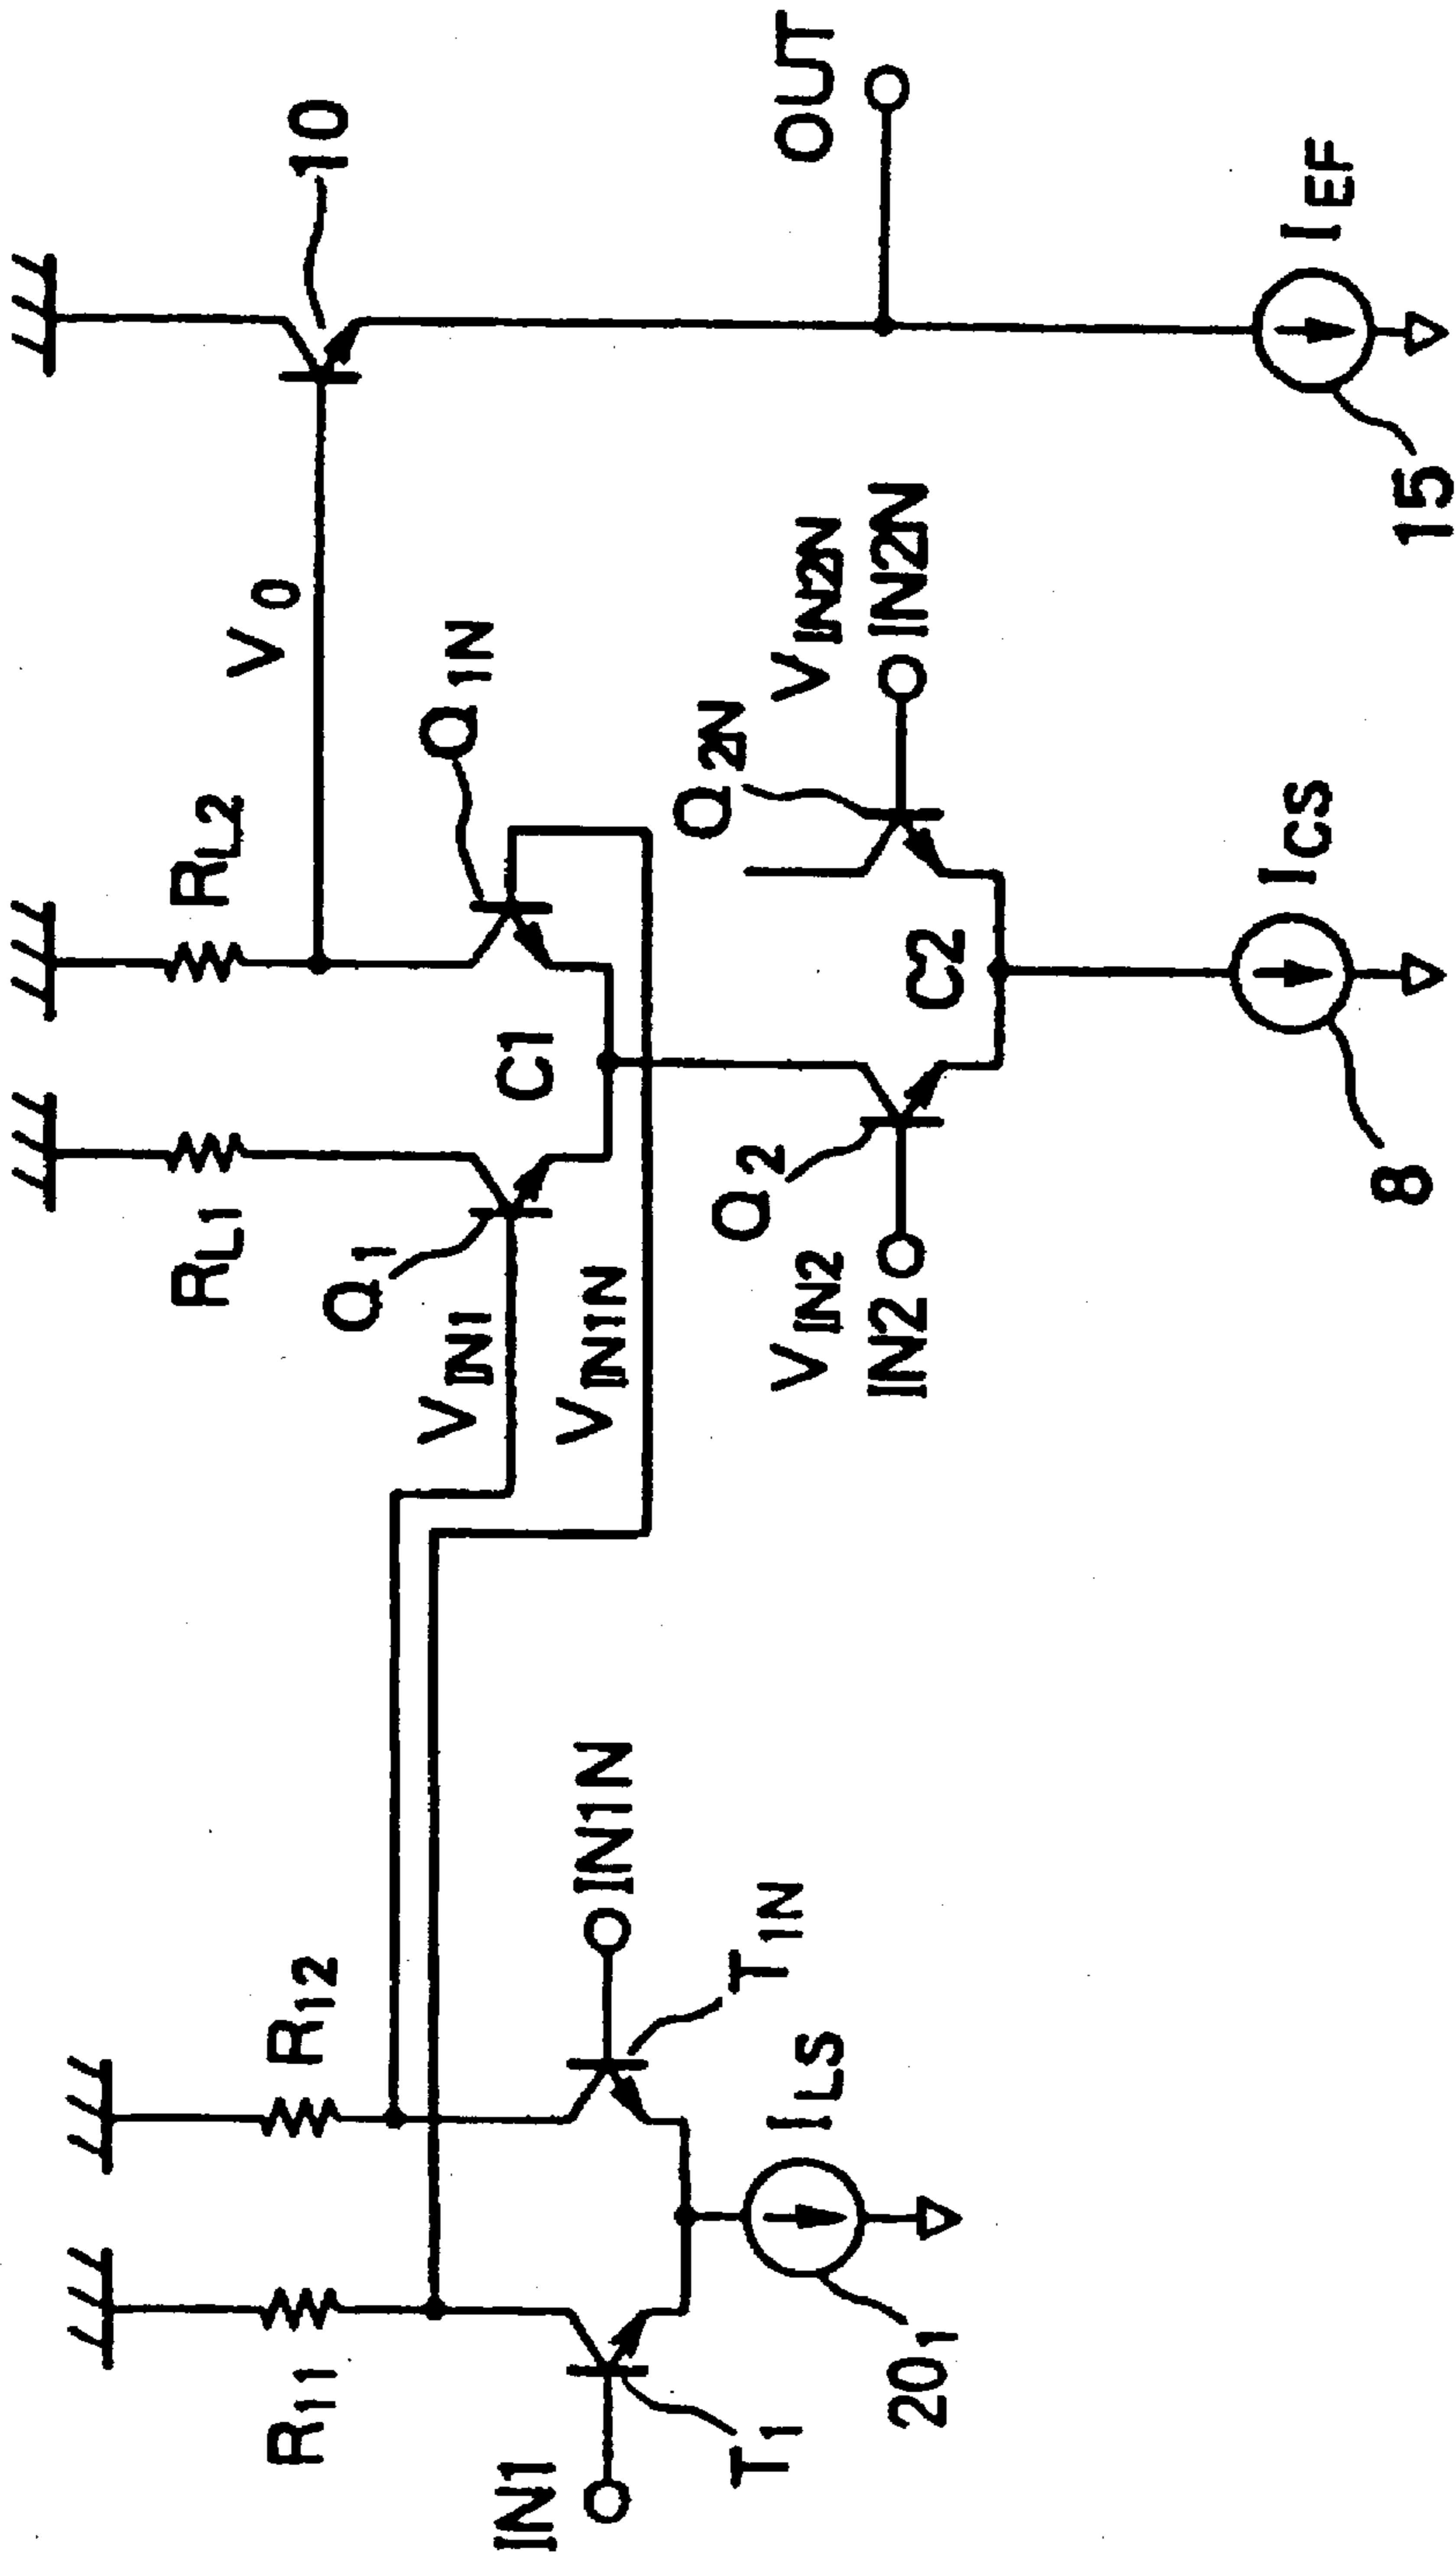 R11
R12
IN1
T1
IN1N
T1N
ILS
201
RL1
RL2
Q1
Q1N
VIN1
VIN1N
C1
V0
10
OUT
Q2
VIN2
IN2
C2
Q2N
VIN2N
IN2N
ICS
8
IEF
15